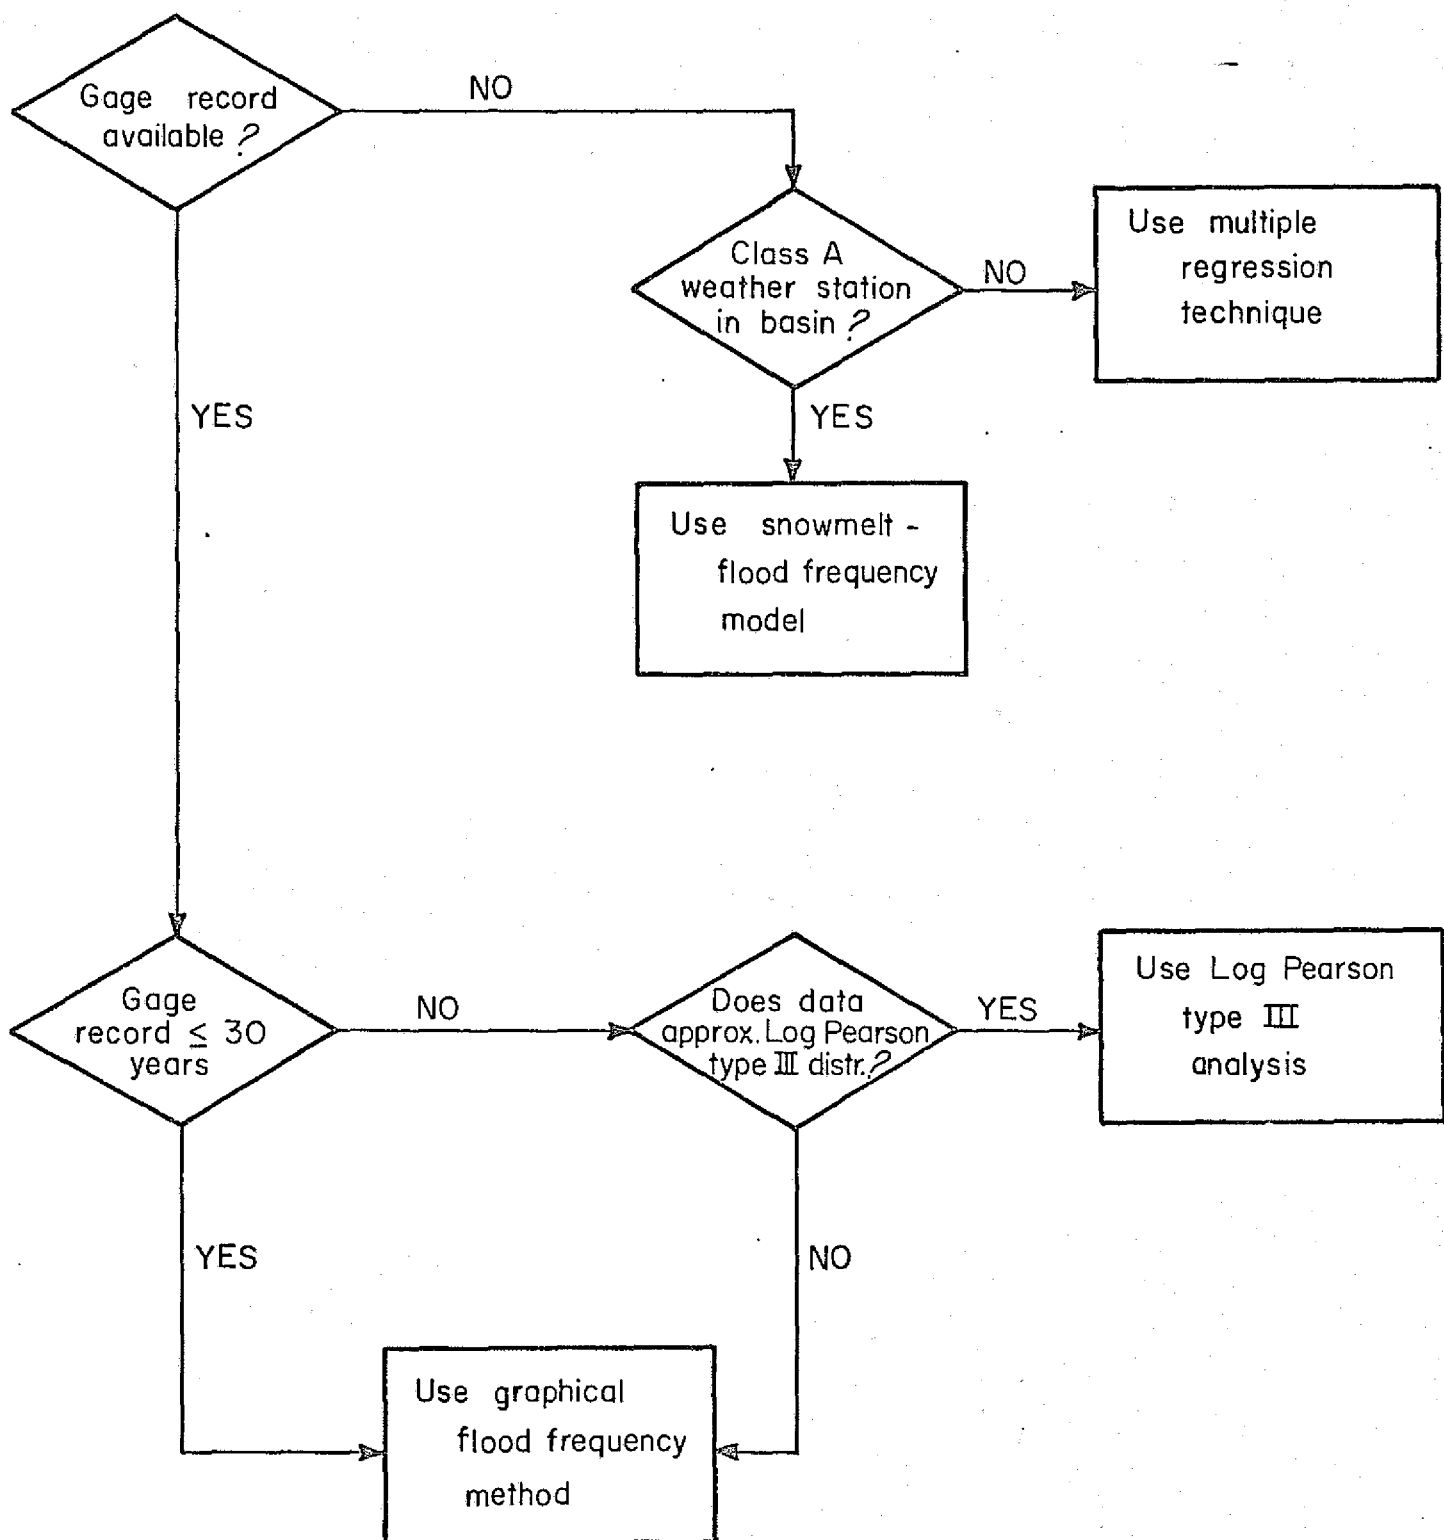 Gage record
available ?
NO
Class A
weather station
in basin ?
NO
Use multiple
regression
technique
YES
YES
Use snowmelt -
flood frequency
model
Gage
record ≤ 30
years
NO
Does data
approx. Log Pearson
type III distr.?
YES
Use Log Pearson
type III
analysis
YES
NO
Use graphical
flood frequency
method